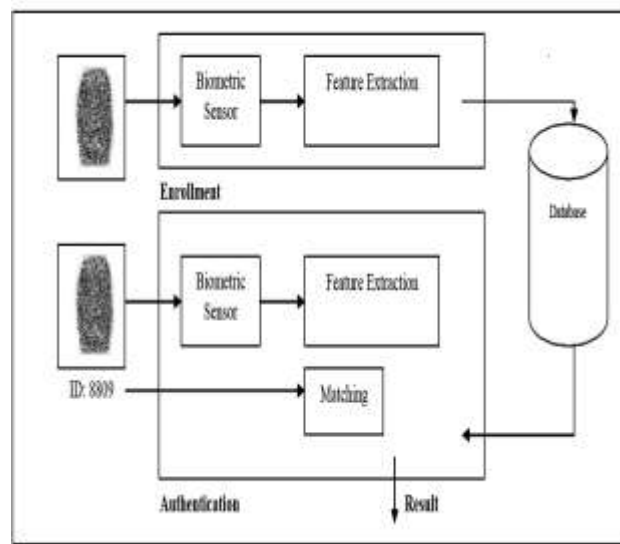 Biometric
Sensor
Feature Extraction
Enrollment
Database
Biometric
Sensor
Feature Extraction
ID: 8809
Matching
Authentication
Result